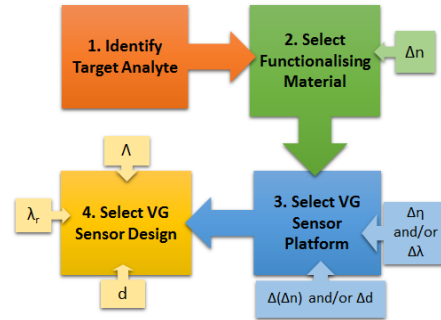 1. Identify
Target Analyte
2. Select
Functionalising
Material
Δn
Λ
λr
4. Select VG
Sensor Design
d
3. Select VG
Sensor
Platform
Δη
and/or
Δλ
Δ(Δn) and/or Δd